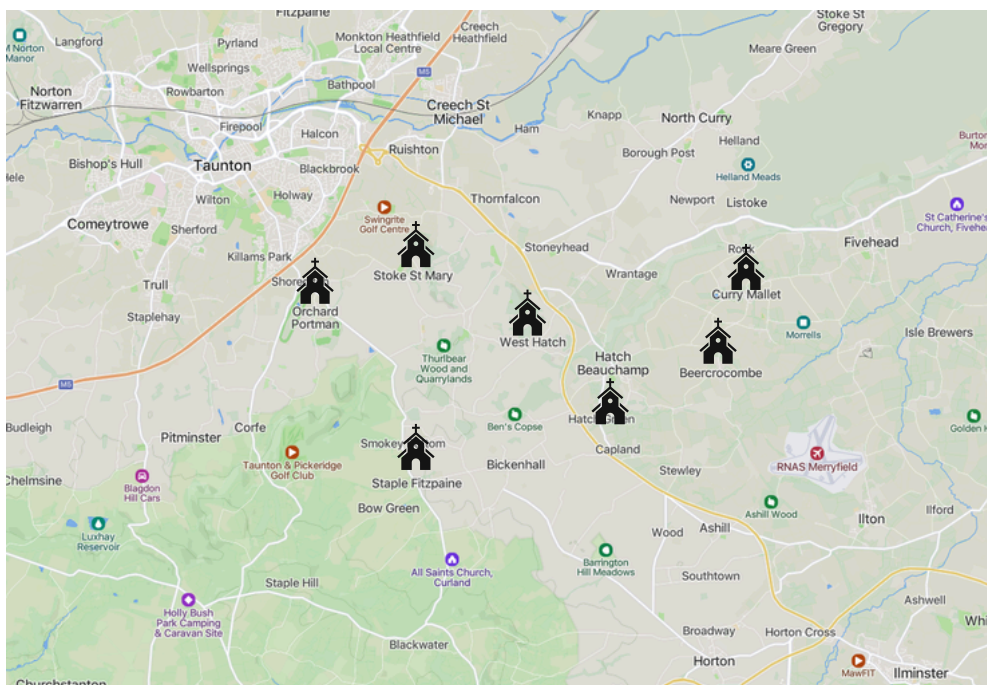 Fitzpaine
Stoke St
Gregory
M Norton
Manor
Langford
Pyrland
Monkton Heathfield
Local Centre
Creech
Heathfield
Meare Green
Wellsprings
M5
Norton
Fitzwarren
Rowbarton
Bathpool
Creech St
Michael
Firepool
Halcon
Ham
Knapp
North Curry
Helland
Bishop's Hull
Taunton
Blackbrook
Ruishton
Borough Post
Helland Meads
Wilton
Holway
Thornfalcon
Newport
Listoke
Comeytrowe
Sherford
Swingrite
Golf Centre
St Catherine's
Church, Fivehead
Killams Park
Stoneyhead
Fivehead
Trull
Stoke St Mary
Wrantage
Curry Mallet
Staplehay
Orchard
Portman
West Hatch
Morrells
Isle Brewers
Thurlbear
Wood and
Quarrylands
Hatch
Beauchamp
Beercrocombe
M5
Budleigh
Corfe
Pitminster
Ben's Copse
Capland
Taunton & Pickeridge
Golf Club
Staple Fitzpaine
Bickenhall
Stewley
RNAS Merryfield
Chelmsine
Blagdon
Hill Cars
Bow Green
Ashill Wood
Ilton
Ilford
Luxhay
Reservoir
Wood
Ashill
All Saints Church,
Curland
Barrington
Hill Meadows
Staple Hill
Southtown
Holly Bush
Park Camping
& Caravan Site
Ashwell
Blackwater
Broadway
Horton Cross
Horton
MawFIT
Ilminster
Churchstanton